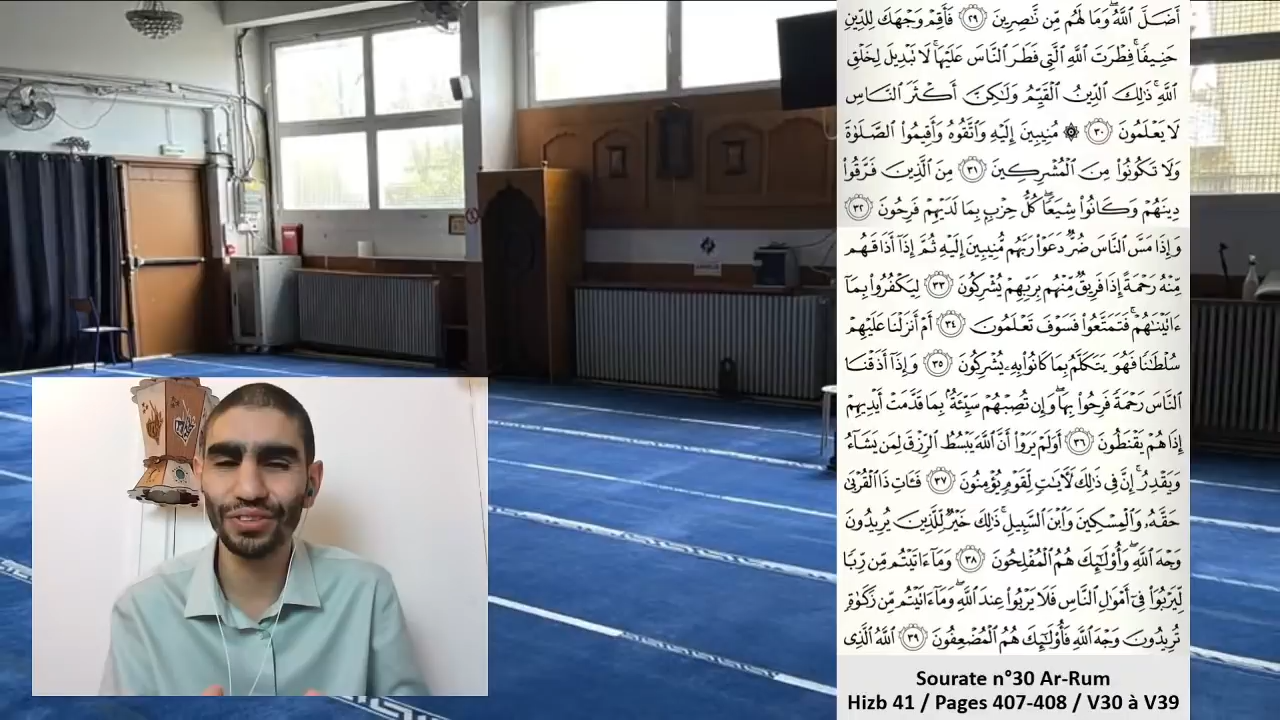 أَضَلَّ ٱللَّهُۖ وَمَا لَهُم مِّن نَّٰصِرِينَ ٢٩ فَأَقِمْ وَجْهَكَ لِلدِّينِ
حَنِيفٗاۚ فِطْرَتَ ٱللَّهِ ٱلَّتِي فَطَرَ ٱلنَّاسَ عَلَيْهَاۚ لَا تَبْدِيلَ لِخَلْقِ
ٱللَّهِۚ ذَٰلِكَ ٱلدِّينُ ٱلْقَيِّمُ وَلَٰكِنَّ أَكْثَرَ ٱلنَّاسِ
لَا يَعْلَمُونَ ٣٠ ۞ مُنِيبِينَ إِلَيْهِ وَٱتَّقُوهُ وَأَقِيمُوا۟ ٱلصَّلَوٰةَ
وَلَا تَكُونُوا۟ مِنَ ٱلْمُشْرِكِينَ ٣١ مِنَ ٱلَّذِينَ فَرَّقُوا۟
دِينَهُمْ وَكَانُوا۟ شِيَعٗاۖ كُلُّ حِزْبِۭ بِمَا لَدَيْهِمْ فَرِحُونَ ٣٢
وَإِذَا مَسَّ ٱلنَّاسَ ضُرّٞ دَعَوْا۟ رَبَّهُم مُّنِيبِينَ إِلَيْهِ ثُمَّ إِذَآ أَذَاقَهُم
مِّنْهُ رَحْمَةً إِذَا فَرِيقٞ مِّنْهُم بِرَبِّهِمْ يُشْرِكُونَ ٣٣ لِيَكْفُرُوا۟ بِمَآ
ءَاتَيْنَٰهُمْۚ فَتَمَتَّعُوا۟ فَسَوْفَ تَعْلَمُونَ ٣٤ أَمْ أَنزَلْنَا عَلَيْهِمْ
سُلْطَٰنٗا فَهُوَ يَتَكَلَّمُ بِمَا كَانُوا۟ بِهِۦ يُشْرِكُونَ ٣٥ وَإِذَآ أَذَقْنَا
ٱلنَّاسَ رَحْمَةٗ فَرِحُوا۟ بِهَاۖ وَإِن تُصِبْهُمْ سَيِّئَةُۢ بِمَا قَدَّمَتْ أَيْدِيهِمْ
إِذَا هُمْ يَقْنَطُونَ ٣٦ أَوَلَمْ يَرَوْا۟ أَنَّ ٱللَّهَ يَبْسُطُ ٱلرِّزْقَ لِمَن يَشَآءُ
وَيَقْدِرُۚ إِنَّ فِي ذَٰلِكَ لَأٓيَٰتٖ لِّقَوْمٖ يُؤْمِنُونَ ٣٧ فَـَٔاتِ ذَا ٱلْقُرْبَىٰ
حَقَّهُۥ وَٱلْمِسْكِينَ وَٱبْنَ ٱلسَّبِيلِۚ ذَٰلِكَ خَيْرٞ لِّلَّذِينَ يُرِيدُونَ
وَجْهَ ٱللَّهِۖ وَأُو۟لَٰٓئِكَ هُمُ ٱلْمُفْلِحُونَ ٣٨ وَمَآ ءَاتَيْتُم مِّن رِّبٗا
لِّيَرْبُوَا۟ فِيٓ أَمْوَٰلِ ٱلنَّاسِ فَلَا يَرْبُوا۟ عِندَ ٱللَّهِۖ وَمَآ ءَاتَيْتُم مِّن زَكَوٰةٖ
تُرِيدُونَ وَجْهَ ٱللَّهِ فَأُو۟لَٰٓئِكَ هُمُ ٱلْمُضْعِفُونَ ٣٩ ٱللَّهُ ٱلَّذِي
Sourate n°30 Ar-Rum
Hizb 41 / Pages 407-408 / V30 à V39